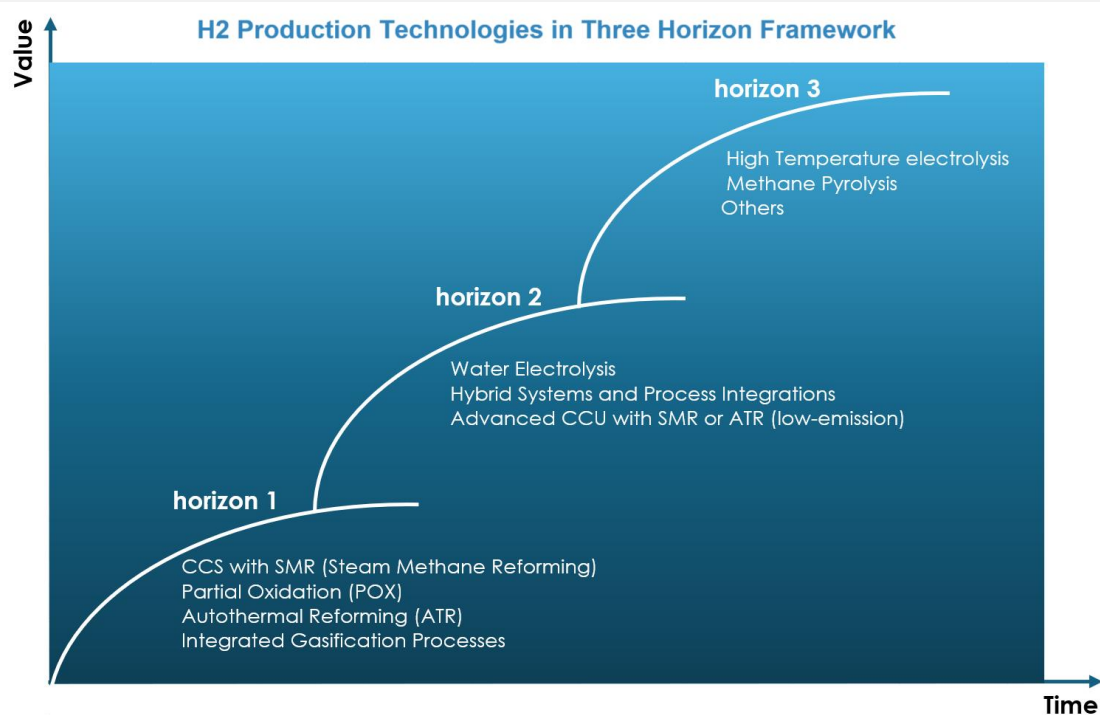 H2 Production Technologies in Three Horizon Framework
Value
horizon 3
High Temperature electrolysis
Methane Pyrolysis
Others
horizon 2
Water Electrolysis
Hybrid Systems and Process Integrations
Advanced CCU with SMR or ATR (low-emission)
horizon 1
CCS with SMR (Steam Methane Reforming)
Partial Oxidation (POX)
Autothermal Reforming (ATR)
Integrated Gasification Processes
Time